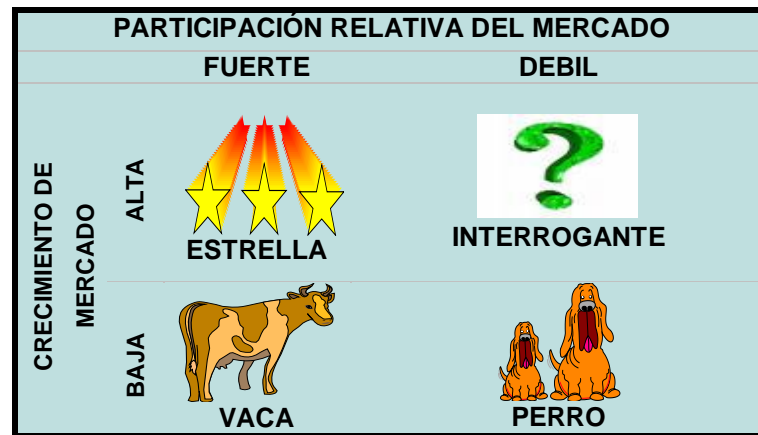 PARTICIPACIÓN RELATIVA DEL MERCADO
FUERTE
DEBIL
CRECIMIENTO DE
MERCADO
ALTA
ESTRELLA
INTERROGANTE
BAJA
VACA
PERRO